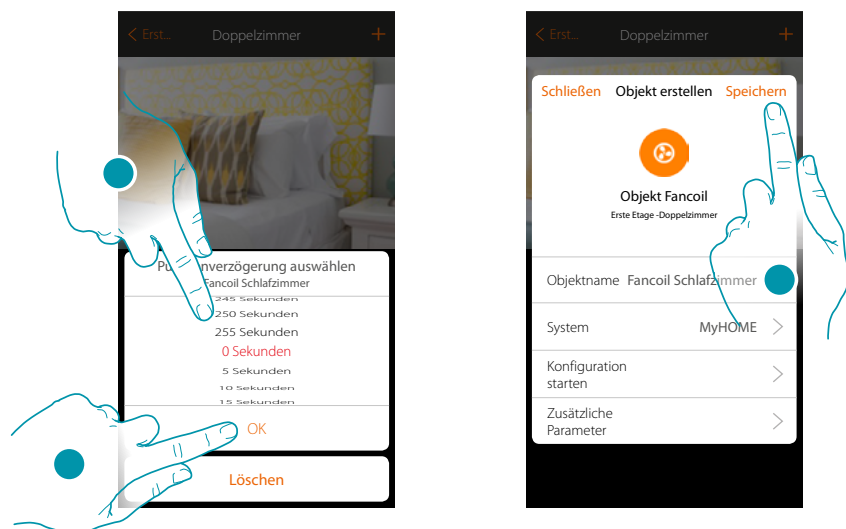 < Erst... Doppelzimmer +
auswählen
Fancoil Schlafzimmer
245 Sekunden
250 Sekunden
255 Sekunden
0 Sekunden
5 Sekunden
10 Sekunden
15 Sekunden
OK
Löschen
< Erst... Doppelzimmer +
Schließen Objekt erstellen Speichern
Objekt Fancoil
Erste Etage -Doppelzimmer
Objektname Fancoil Schlafzimmer
System MyHOME >
Konfiguration
starten >
Zusätzliche
Parameter >